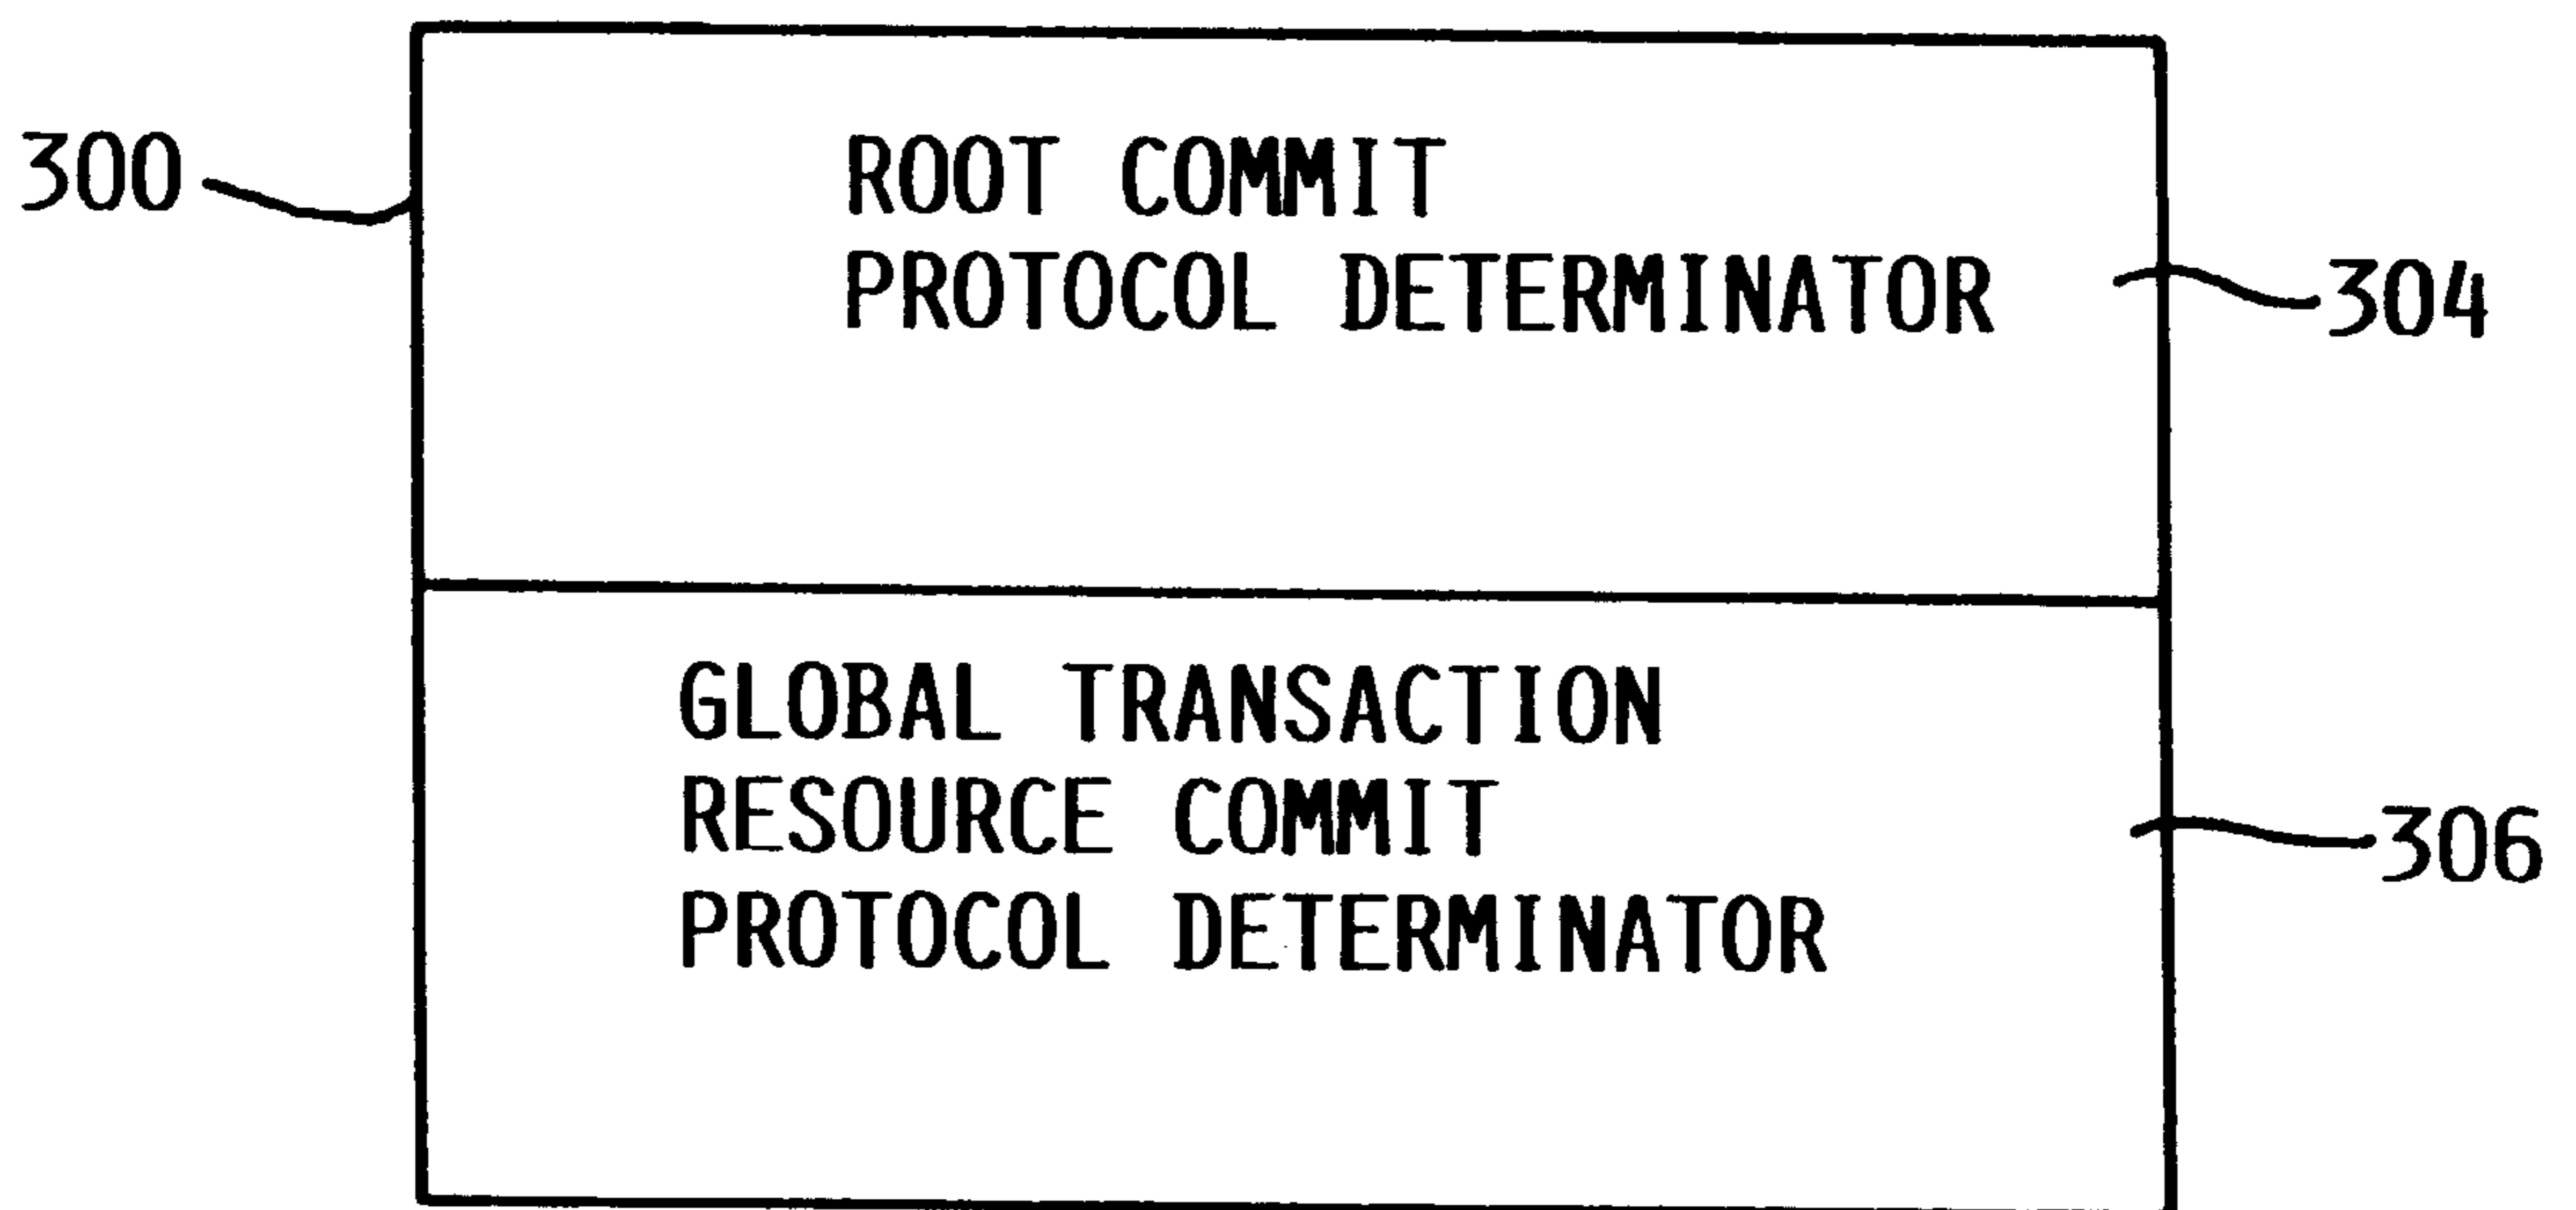 300
ROOT COMMIT
PROTOCOL DETERMINATOR
304
GLOBAL TRANSACTION
RESOURCE COMMIT
PROTOCOL DETERMINATOR
306